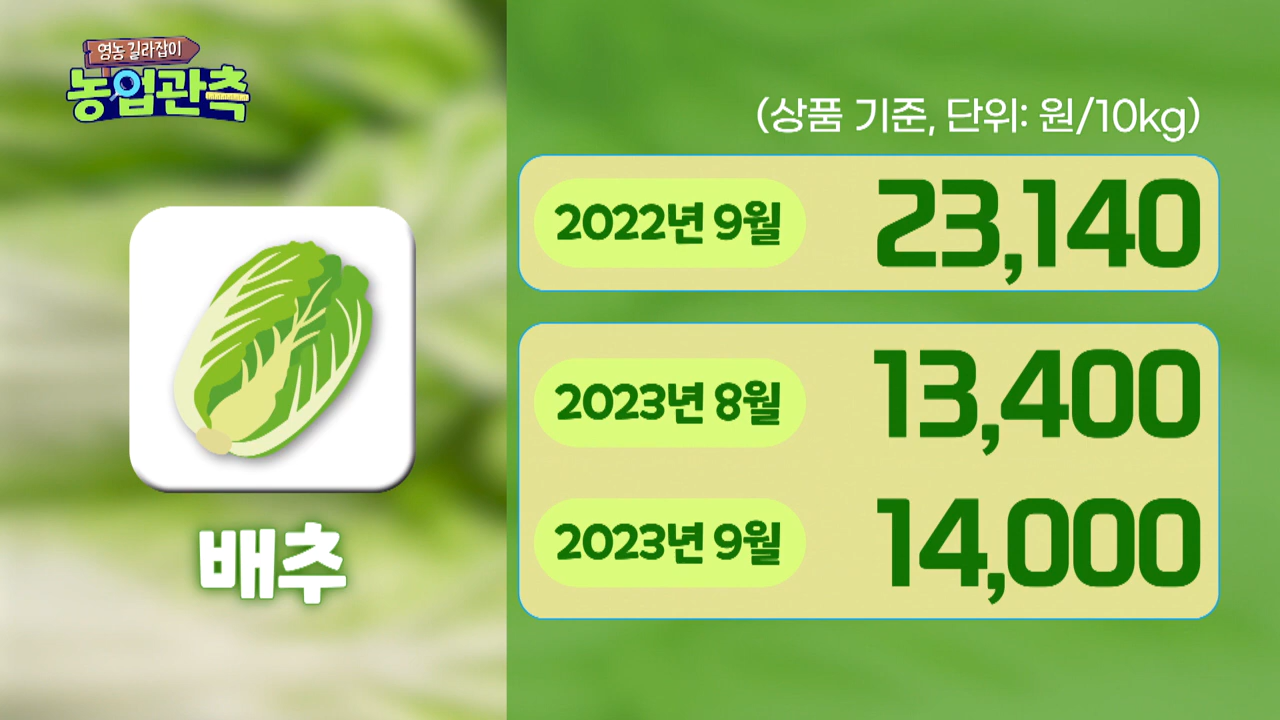 영농 길라잡이
농업관측
배추
(상품 기준, 단위: 원/10kg)
2022년 9월 23,140
2023년 8월 13,400
2023년 9월 14,000